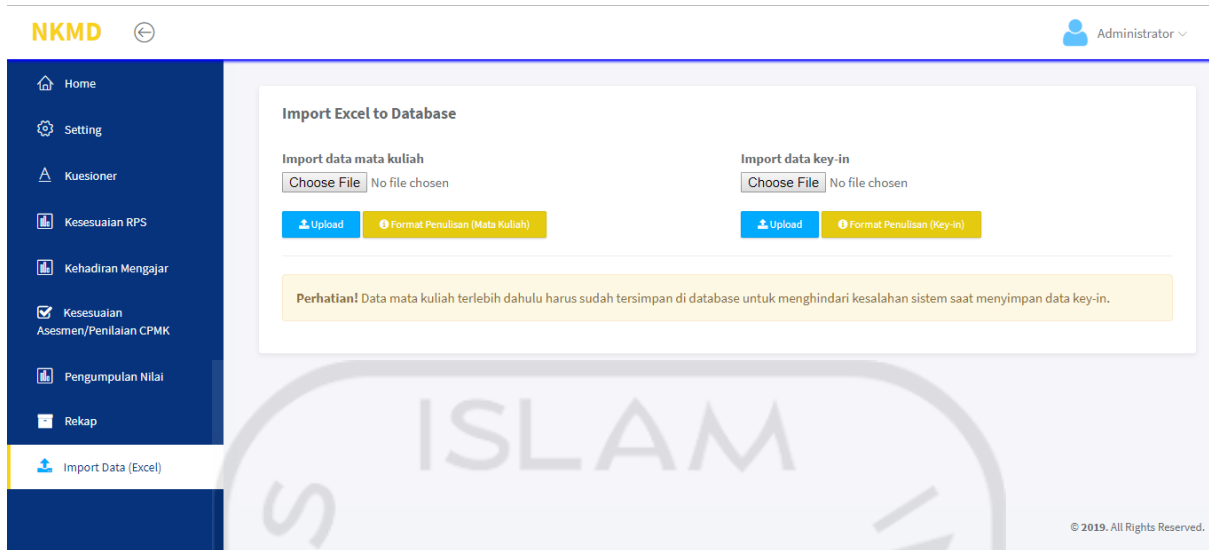 NKMD
Administrator
Home
Setting
Kuesioner
Kesesuaian RPS
Kehadiran Mengajar
Kesesuaian
Asesmen/Penilaian CPMK
Pengumpulan Nilai
Rekap
Import Data (Excel)
Import Excel to Database
Import data mata kuliah
Choose File No file chosen
Upload Format Penulisan (Mata Kuliah)
Import data key-in
Choose File No file chosen
Upload Format Penulisan (Key-in)
Perhatian! Data mata kuliah terlebih dahulu harus sudah tersimpan di database untuk menghindari kesalahan sistem saat menyimpan data key-in.
ISLAM
S
© 2019. All Rights Reserved.